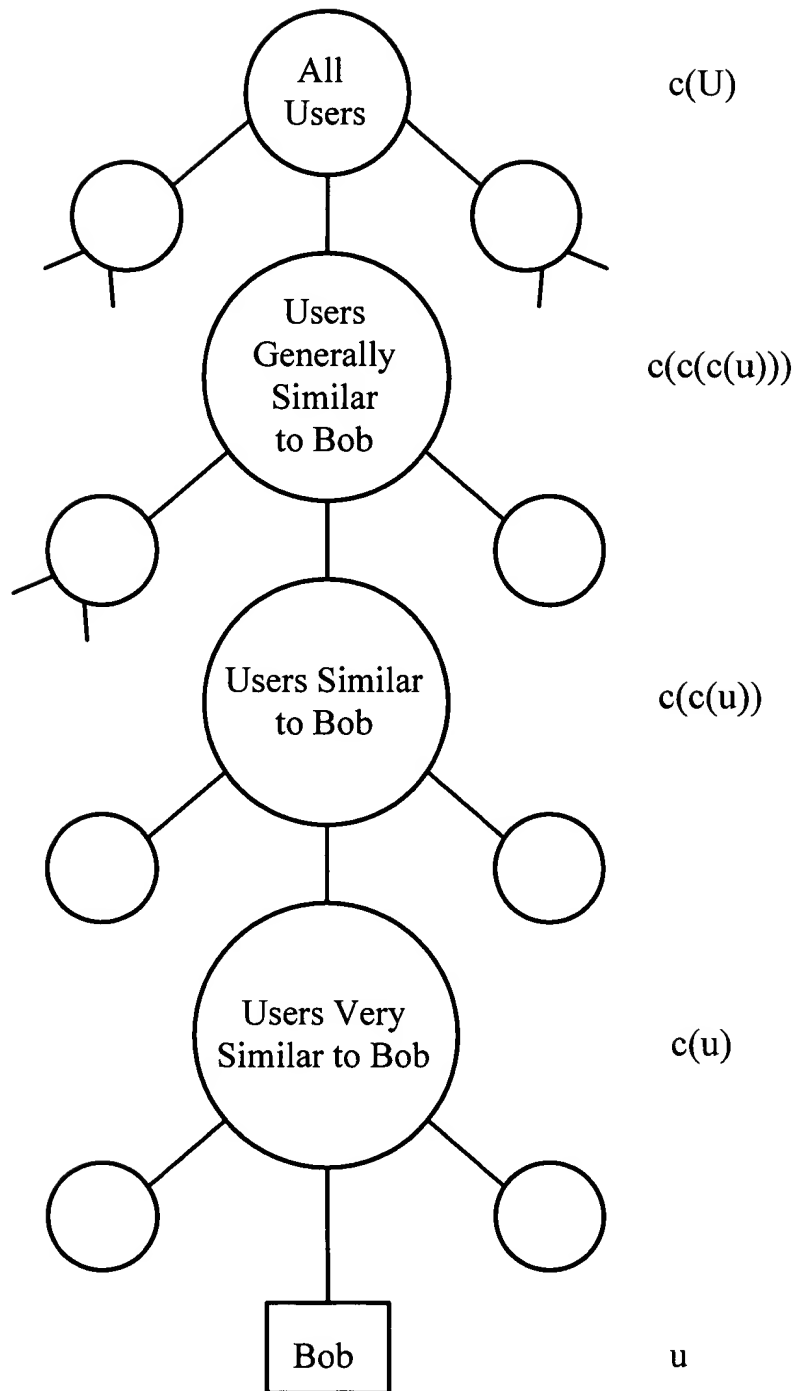 All
Users
c(U)
Users
Generally
Similar
to Bob
c(c(c(u)))
Users Similar
to Bob
c(c(u))
Users Very
Similar to Bob
c(u)
Bob
u